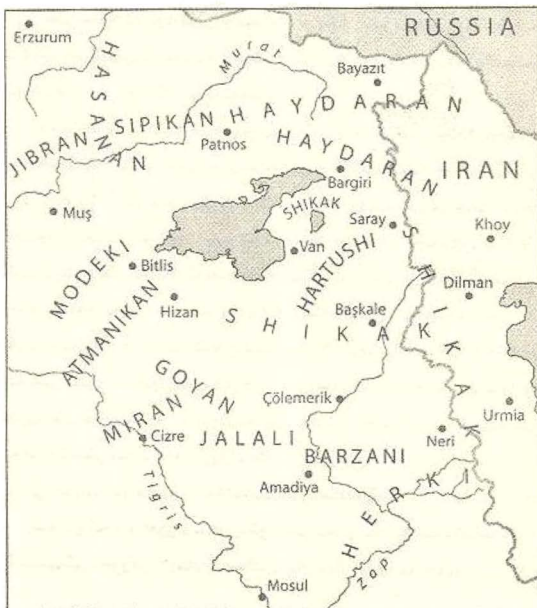 RUSSIA
Erzurum
HASANAN
Murat
Bayazıt
JIBRAN
SIPIKAN
HAYDARAN
Patnos
HAYDARAN
IRAN
Bargiri
SHIKAK
Muş
Saray
Khoy
MODEKI
Van
HARTUSHI
SHIKAK
Bitlis
Dilman
ATMANIKAN
Hizan
SHIKAK
Başkale
GOYAN
Çölemerik
Urmia
MIRAN
Cizre
JALALI
Neri
BARZANI
Amadiya
HERKI
Tigris
Zap
Mosul